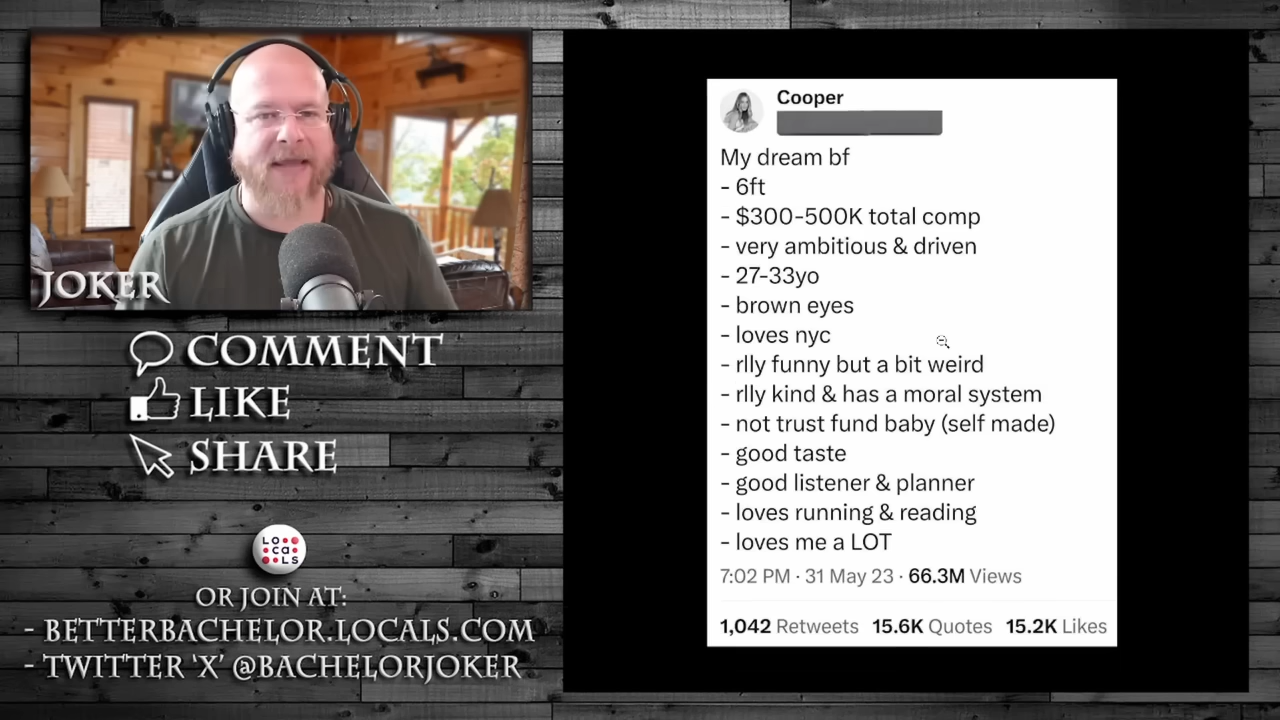 JOKER
COMMENT
LIKE
SHARE
LO
ca
LS
OR JOIN AT:
- BETTERBACHELOR.LOCALS.COM
- TWITTER 'X' @BACHELORJOKER
Cooper
My dream bf
- 6ft
- $300-500K total comp
- very ambitious & driven
- 27-33yo
- brown eyes
- loves nyc
- rlly funny but a bit weird
- rlly kind & has a moral system
- not trust fund baby (self made)
- good taste
- good listener & planner
- loves running & reading
- loves me a LOT
7:02 PM · 31 May 23 · 66.3M Views
1,042 Retweets 15.6K Quotes 15.2K Likes